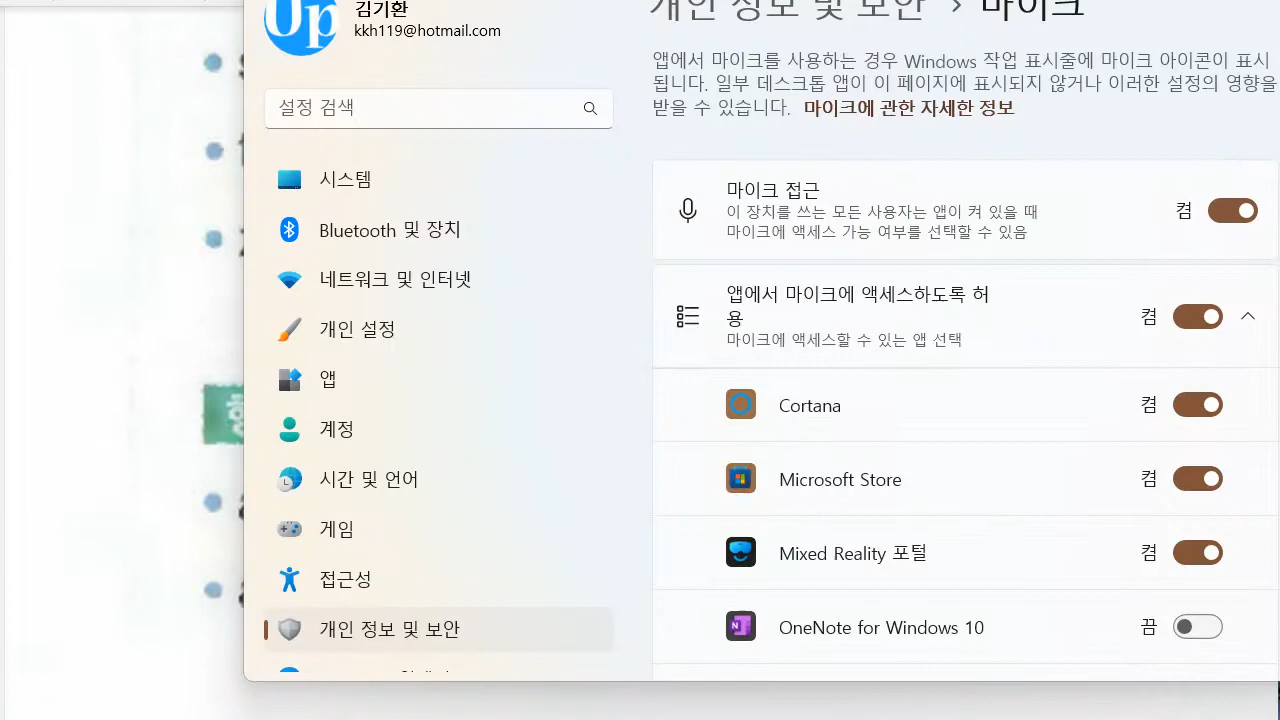 Up
김기환
kkh119@hotmail.com
개인 정보 및 보안 > 마이크
앱에서 마이크를 사용하는 경우 Windows 작업 표시줄에 마이크 아이콘이 표시
됩니다. 일부 데스크톱 앱이 이 페이지에 표시되지 않거나 이러한 설정의 영향을
받을 수 있습니다. 마이크에 관한 자세한 정보
설정 검색
시스템
Bluetooth 및 장치
네트워크 및 인터넷
개인 설정
앱
계정
시간 및 언어
게임
접근성
개인 정보 및 보안
마이크 접근
이 장치를 쓰는 모든 사용자는 앱이 켜 있을 때
마이크에 액세스 가능 여부를 선택할 수 있음
켬
앱에서 마이크에 액세스하도록 허
용
마이크에 액세스할 수 있는 앱 선택
켬
Cortana 켬
Microsoft Store 켬
Mixed Reality 포털 켬
OneNote for Windows 10 끔